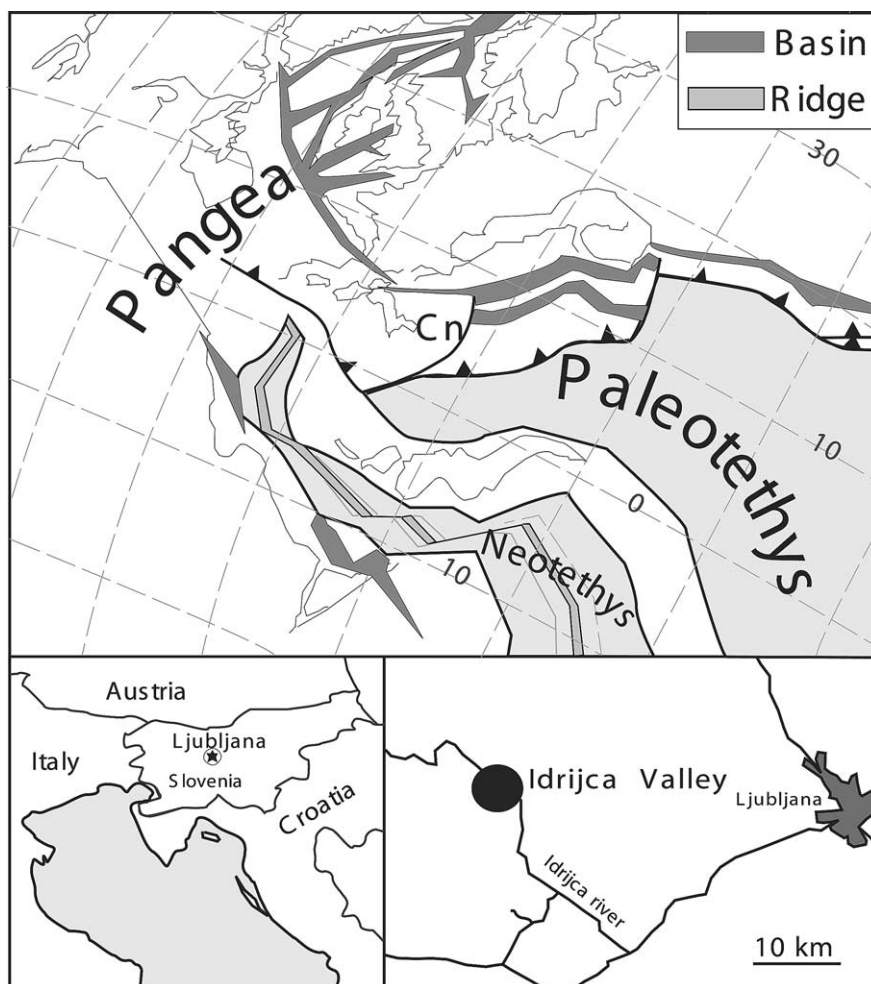 Basin
Ridge
30
Pangea
Cn
Paleotethys
10
0
Neotethys
10
Austria
Ljubljana
Italy
Slovenia
Croatia
Idrijca Valley
Ljubljana
Idrijca river
10 km